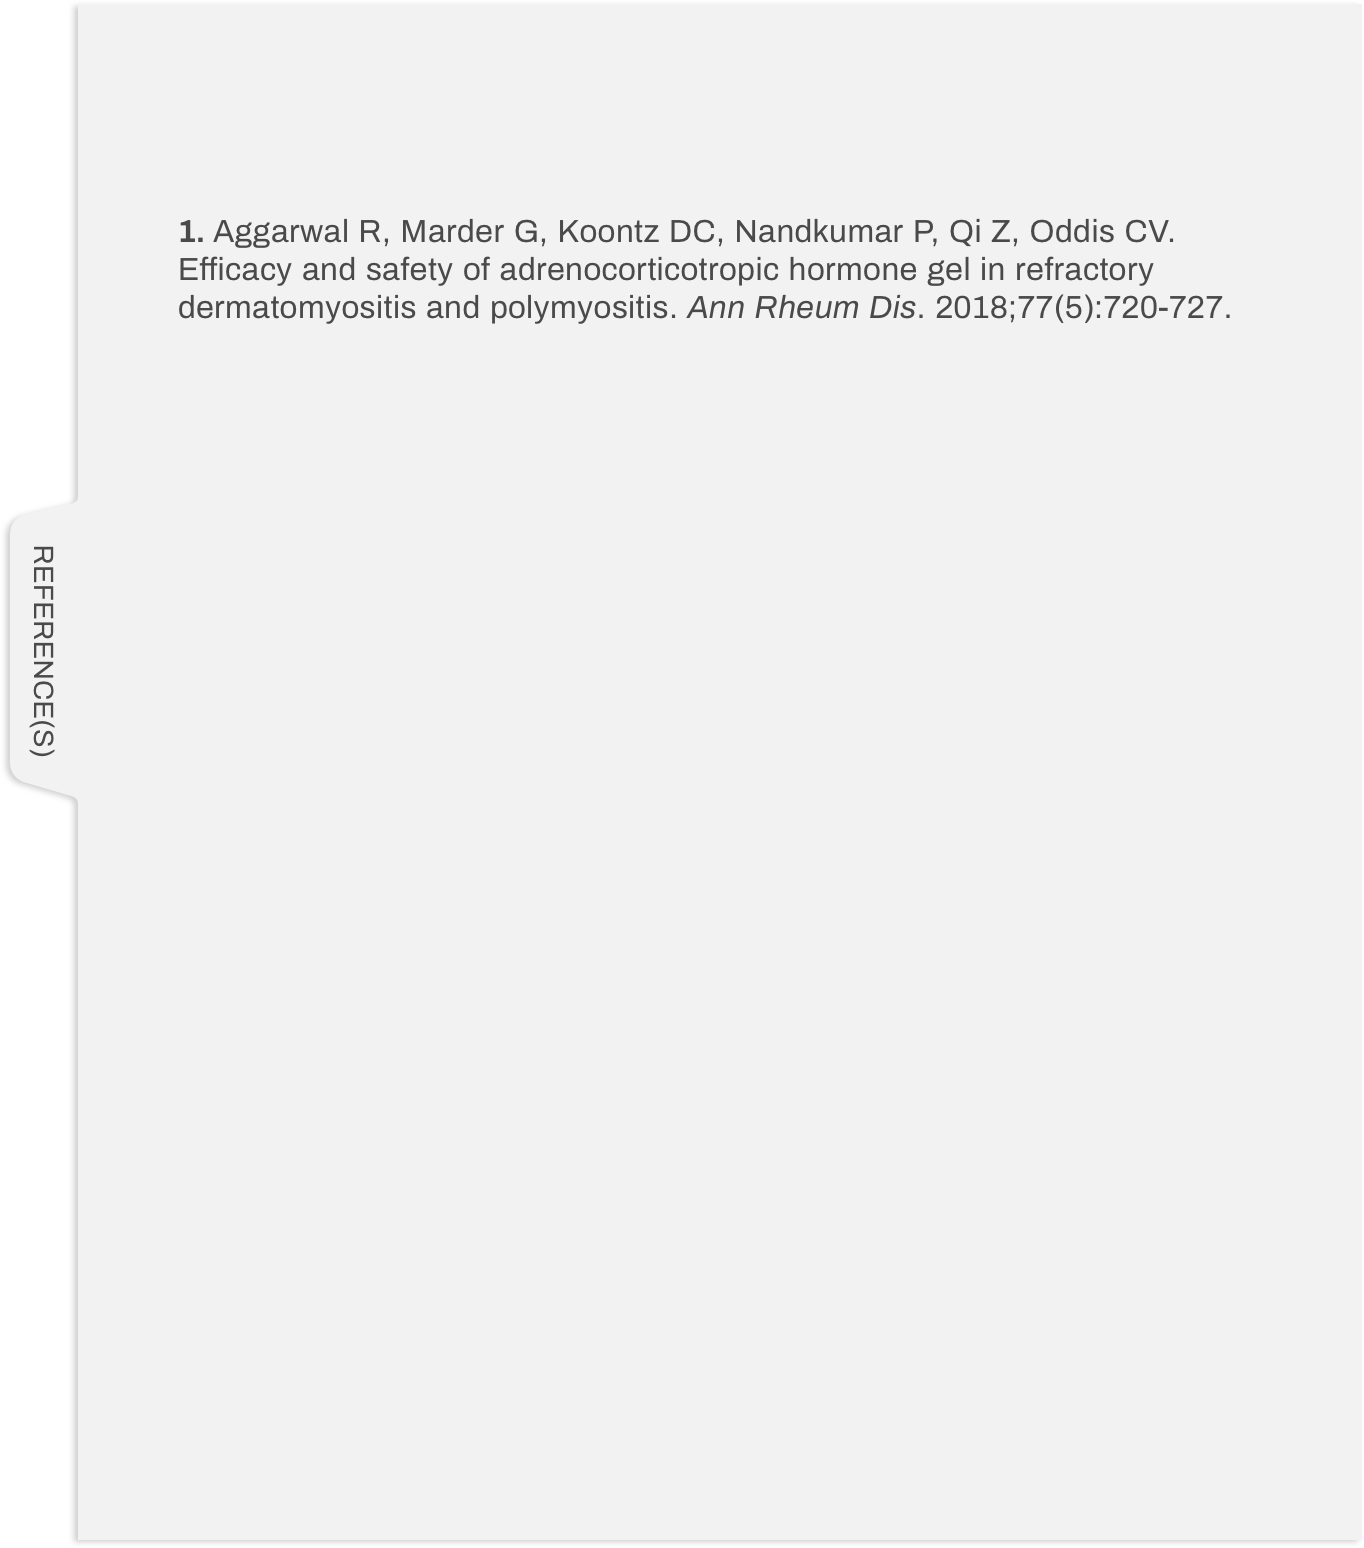 1. Aggarwal R, Marder G, Koontz DC, Nandkumar P, Qi Z, Oddis CV.
Efficacy and safety of adrenocorticotropic hormone gel in refractory
dermatomyositis and polymyositis. Ann Rheum Dis. 2018;77(5):720-727.
REFERENCE(S)